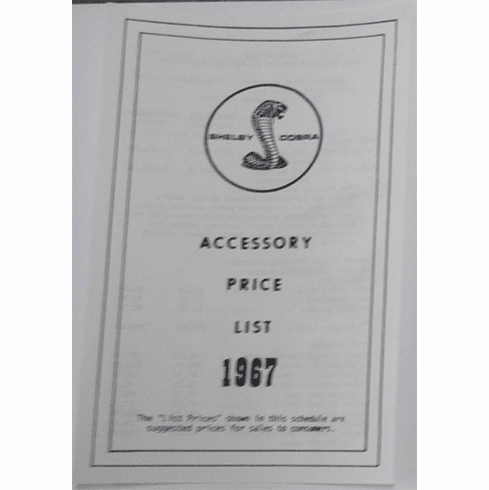 SHELBY COBRA
ACCESSORY
PRICE
LIST
1967
The "List Prices" shown in this schedule are
suggested prices for sales to consumers.